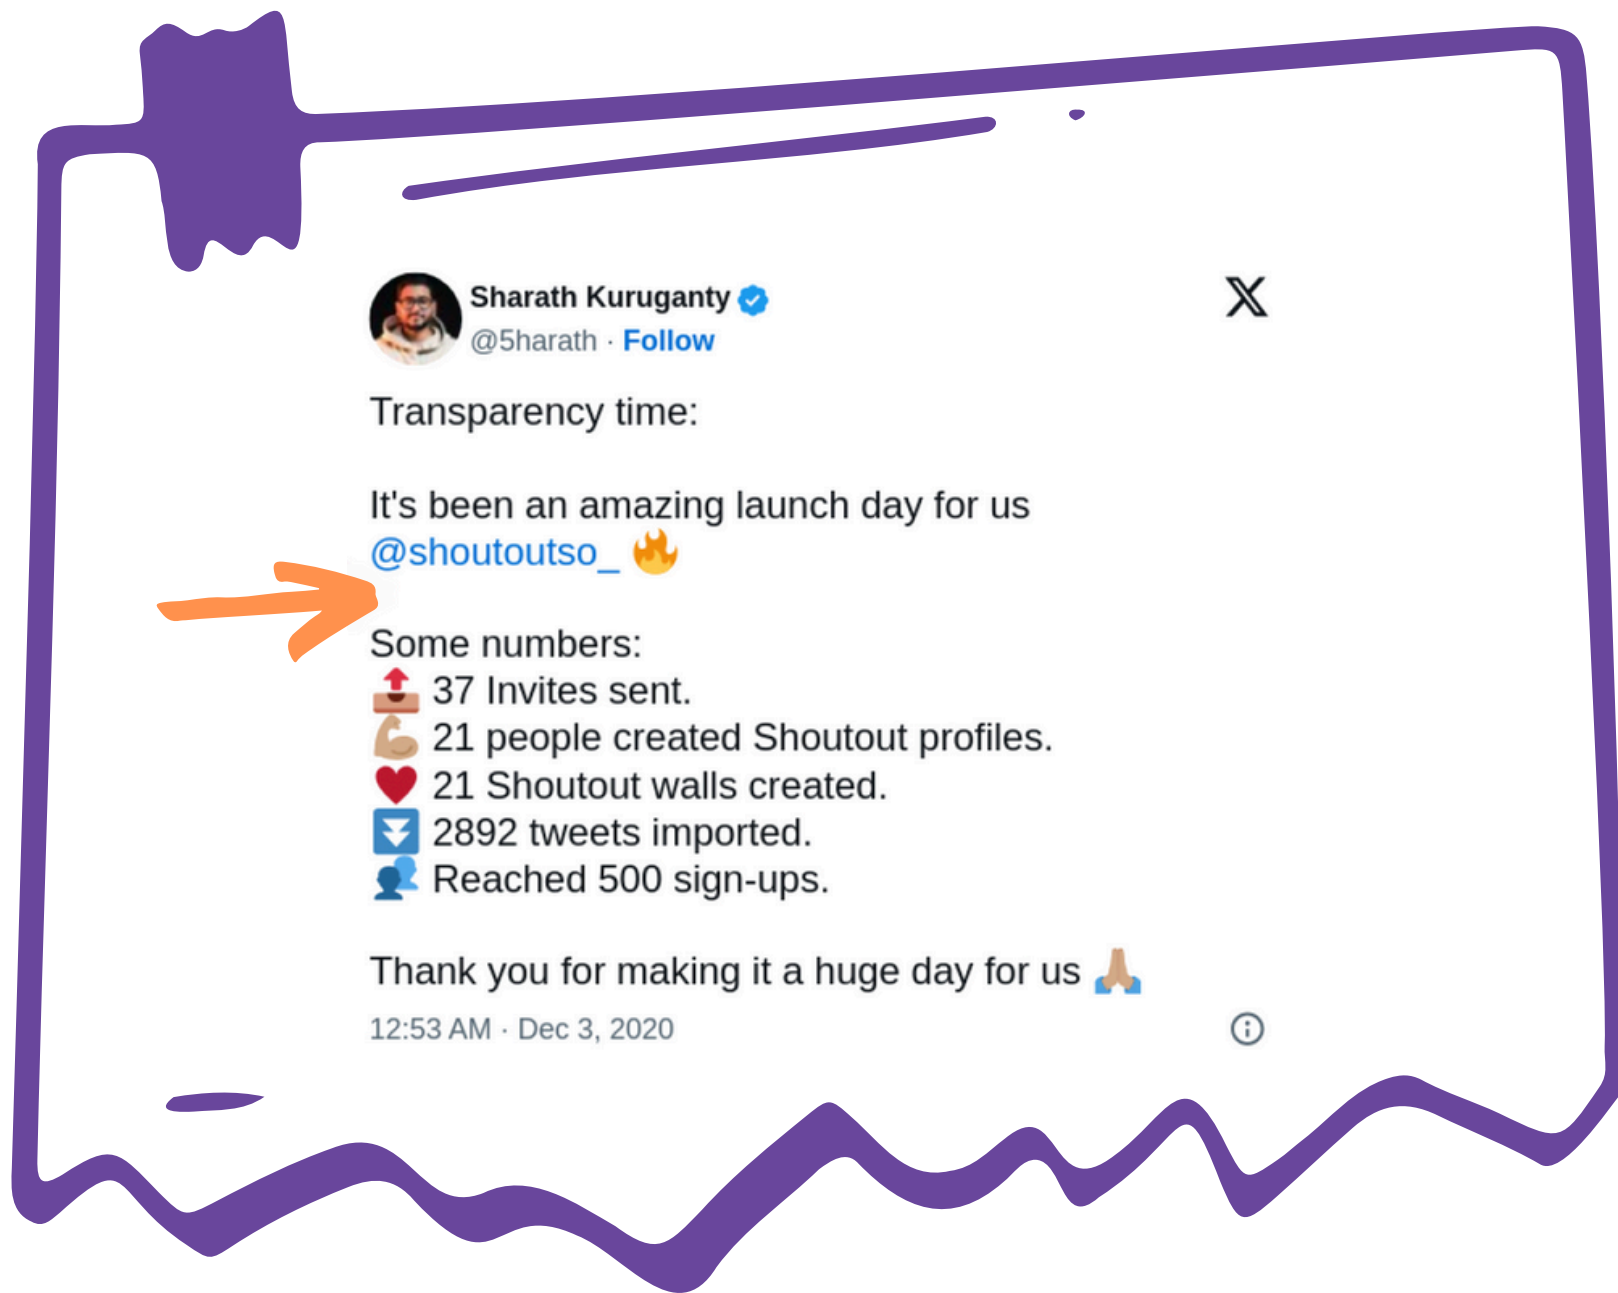 Sharath Kuruganty
@5harath · Follow
Transparency time:
It's been an amazing launch day for us
@shoutoutso_ 🔥
Some numbers:
📤 37 Invites sent.
💪🏽 21 people created Shoutout profiles.
♥️ 21 Shoutout walls created.
⏬ 2892 tweets imported.
👥 Reached 500 sign-ups.
Thank you for making it a huge day for us 🙏🏽
12:53 AM · Dec 3, 2020